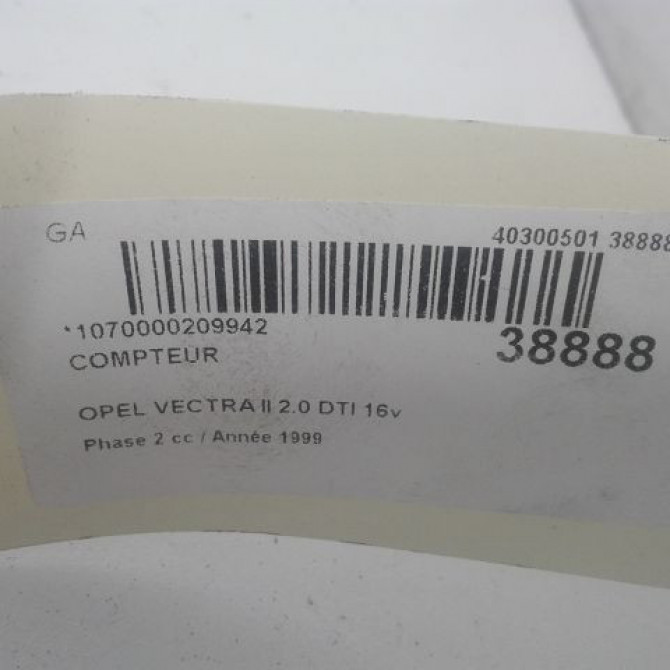 GA 40300501 38888
*1070000209942 38888
COMPTEUR
OPEL VECTRA II 2.0 DTI 16v
Phase 2 cc / Année 1999